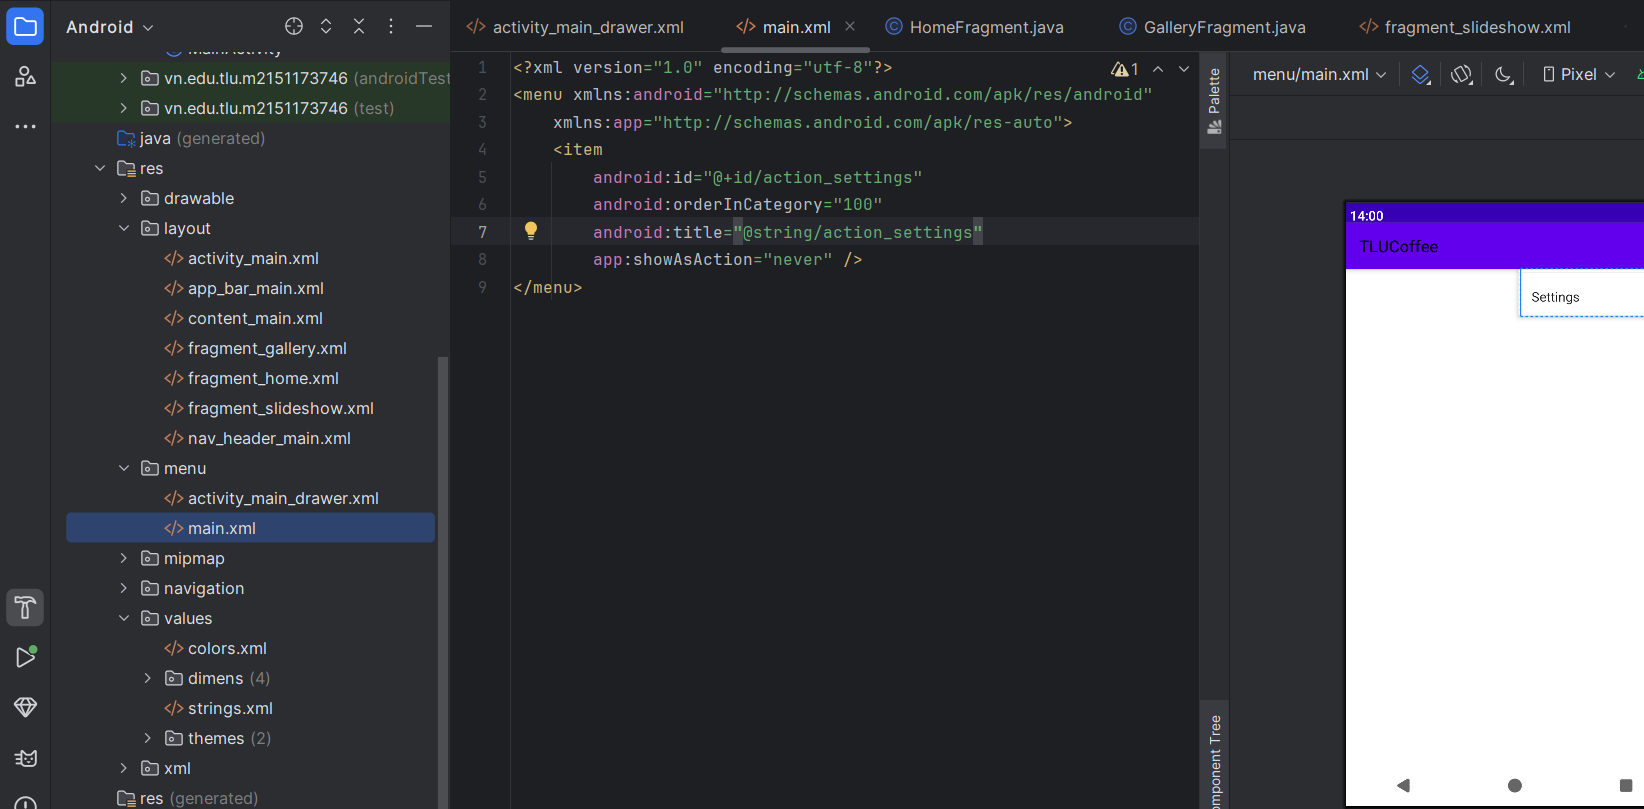 Android
activity_main_drawer.xml
main.xml
HomeFragment.java
GalleryFragment.java
fragment_slideshow.xml
MainActivity
vn.edu.tlu.m2151173746 (androidTest
vn.edu.tlu.m2151173746 (test)
java (generated)
res
drawable
layout
activity_main.xml
app_bar_main.xml
content_main.xml
fragment_gallery.xml
fragment_home.xml
fragment_slideshow.xml
nav_header_main.xml
menu
activity_main_drawer.xml
main.xml
mipmap
navigation
values
colors.xml
dimens (4)
strings.xml
themes (2)
xml
res (generated)
1 <?xml version="1.0" encoding="utf-8"?>
2 <menu xmlns:android="http://schemas.android.com/apk/res/android"
3 xmlns:app="http://schemas.android.com/apk/res-auto">
4 <item
5 android:id="@+id/action_settings"
6 android:orderInCategory="100"
7 android:title="@string/action_settings"
8 app:showAsAction="never" />
9 </menu>
1
Palette
menu/main.xml
Pixel
14:00
TLUCoffee
Settings
omponent Tree